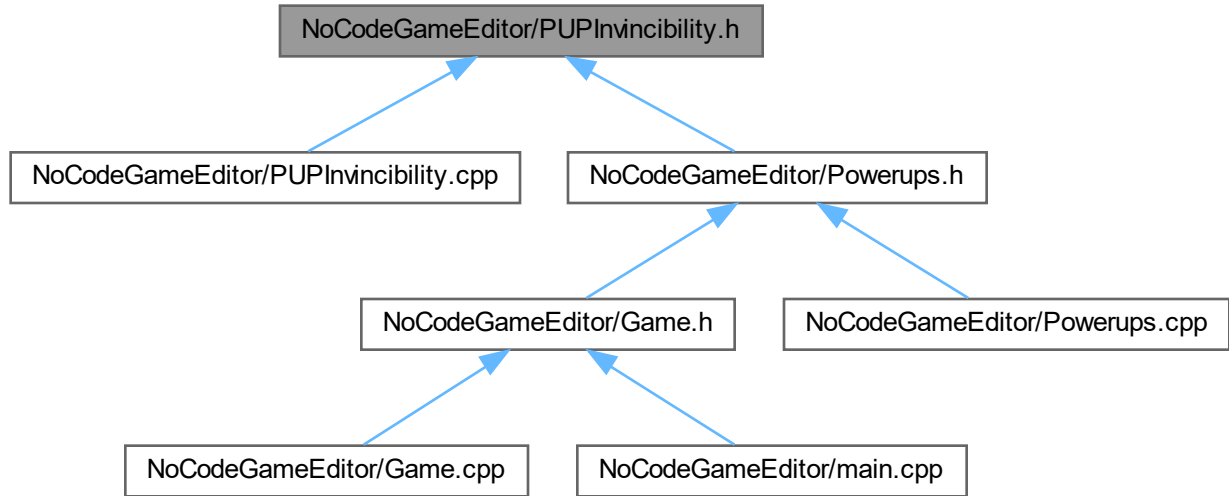 NoCodeGameEditor/PUPInvincibility.h
NoCodeGameEditor/PUPInvincibility.cpp
NoCodeGameEditor/Powerups.h
NoCodeGameEditor/Game.h
NoCodeGameEditor/Powerups.cpp
NoCodeGameEditor/Game.cpp
NoCodeGameEditor/main.cpp